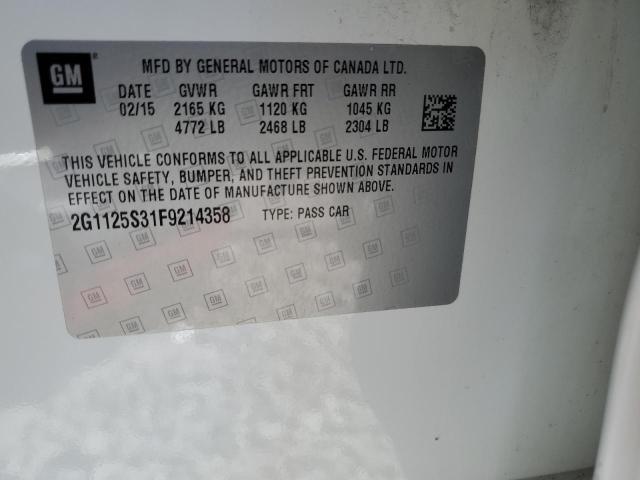 GM
MFD BY GENERAL MOTORS OF CANADA LTD.
DATE GVWR GAWR FRT GAWR RR
02/15 2165 KG 1120 KG 1045 KG
4772 LB 2468 LB 2304 LB
THIS VEHICLE CONFORMS TO ALL APPLICABLE U.S. FEDERAL MOTOR
VEHICLE SAFETY, BUMPER, AND THEFT PREVENTION STANDARDS IN
EFFECT ON THE DATE OF MANUFACTURE SHOWN ABOVE.
2G1125S31F9214358 TYPE: PASS CAR